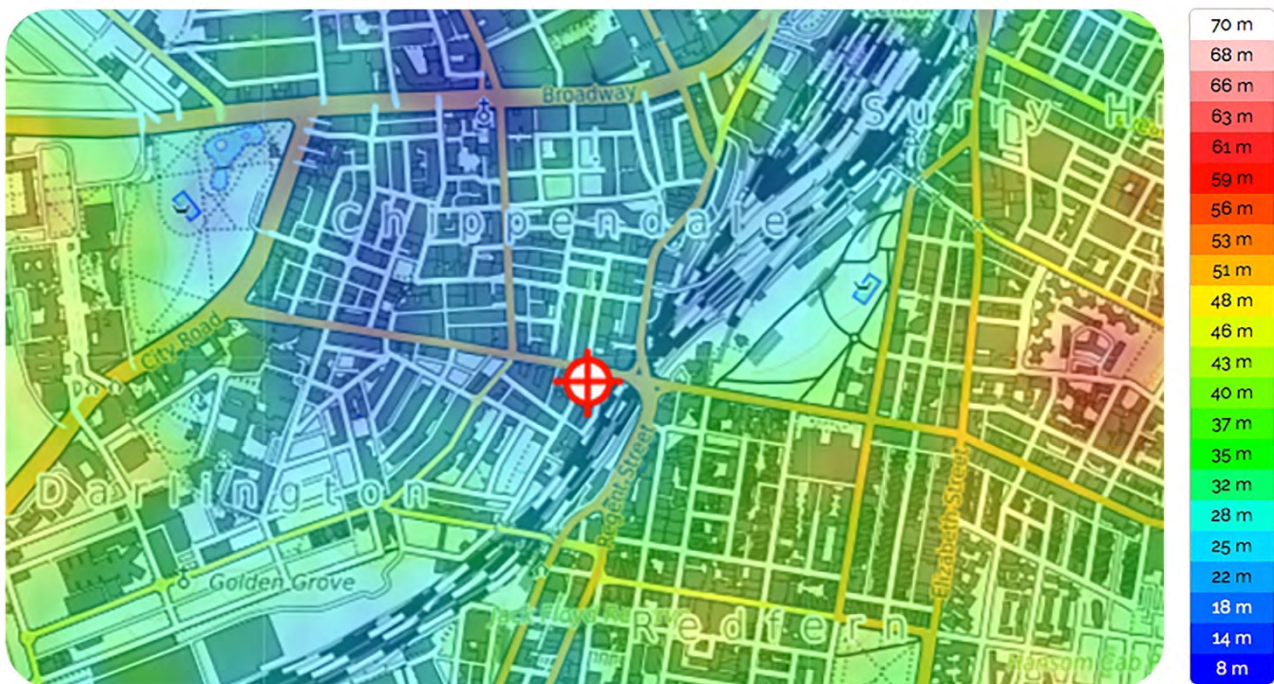 Broadway
Surry Hi
Chippendale
City Road
Darlington
Regent Street
Elizabeth Street
Golden Grove
Redfern
70 m
68 m
66 m
63 m
61 m
59 m
56 m
53 m
51 m
48 m
46 m
43 m
40 m
37 m
35 m
32 m
28 m
25 m
22 m
18 m
14 m
8 m